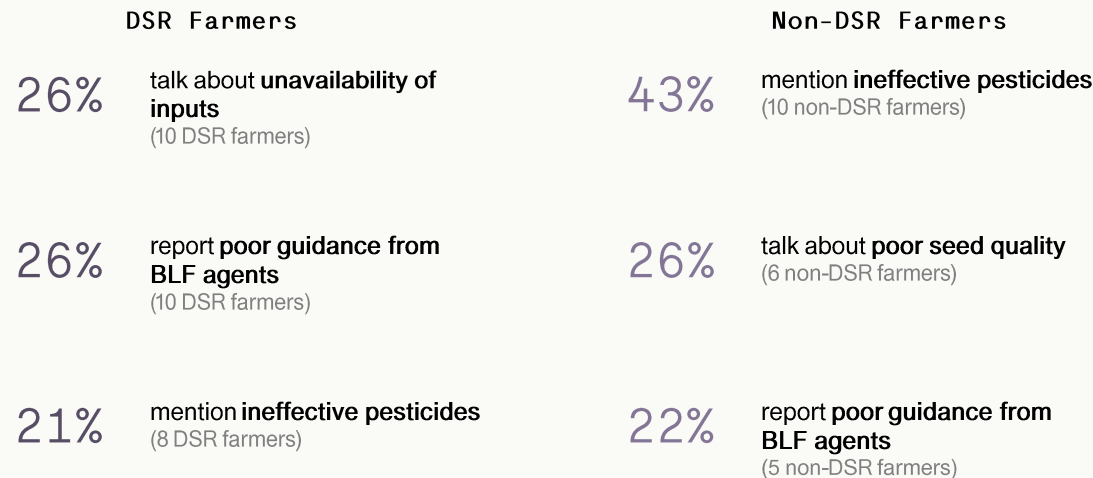 DSR Farmers
26%
talk about unavailability of
inputs
(10 DSR farmers)
26%
report poor guidance from
BLF agents
(10 DSR farmers)
21%
mention ineffective pesticides
(8 DSR farmers)
Non-DSR Farmers
43%
mention ineffective pesticides
(10 non-DSR farmers)
26%
talk about poor seed quality
(6 non-DSR farmers)
22%
report poor guidance from
BLF agents
(5 non-DSR farmers)